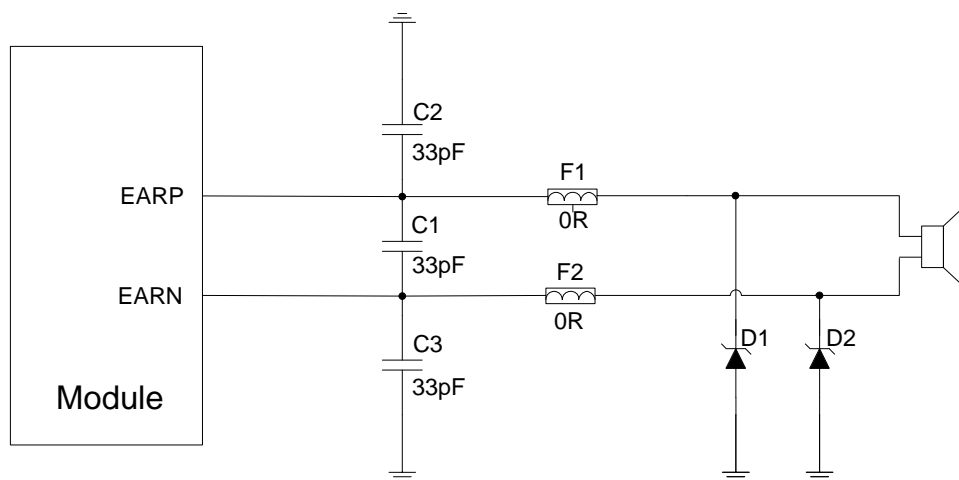 C2
33pF
EARP
F1
0R
C1
33pF
EARN
F2
0R
C3
33pF
D1
D2
Module